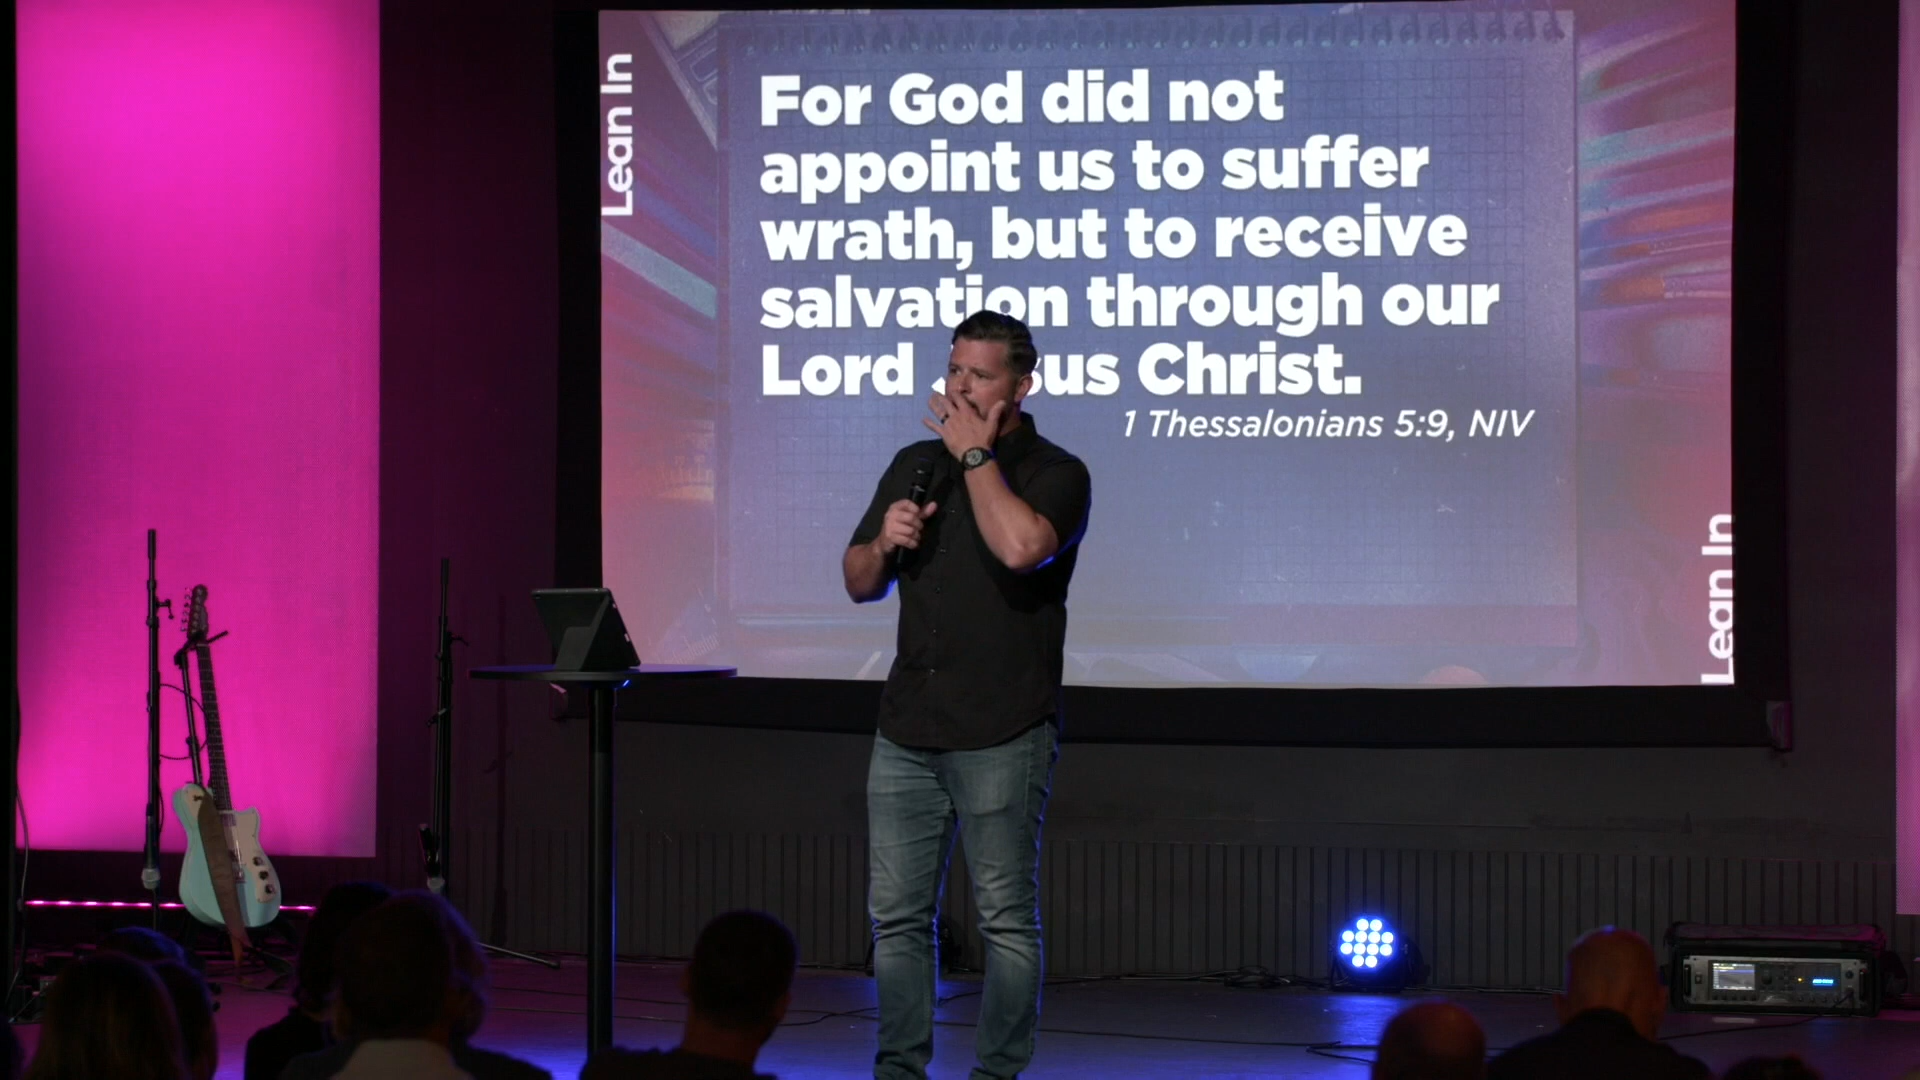 Lean In
For God did not
appoint us to suffer
wrath, but to receive
salvation through our
Lord Jesus Christ.
1 Thessalonians 5:9, NIV
Lean In